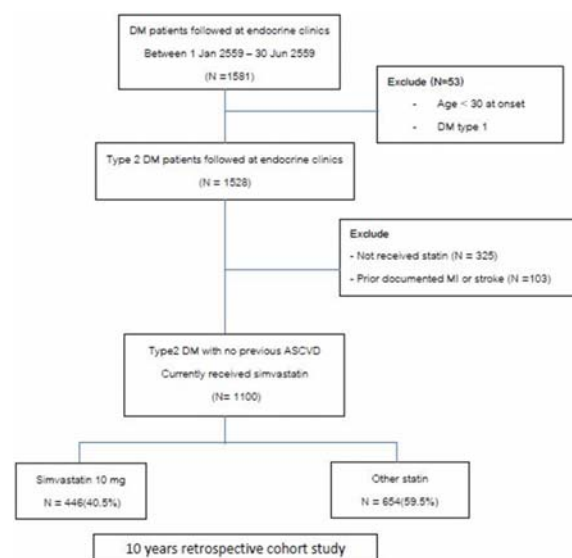 DM patients followed at endocrine clinics
Between 1 Jan 2559 – 30 Jun 2559
(N =1581)
Exclude (N=53)
- Age < 30 at onset
- DM type 1
Type 2 DM patients followed at endocrine clinics
(N = 1528)
Exclude
- Not received statin (N = 325)
- Prior documented MI or stroke (N =103)
Type2 DM with no previous ASCVD
Currently received simvastatin
(N= 1100)
Simvastatin 10 mg
N = 446(40.5%)
Other statin
N = 654(59.5%)
10 years retrospective cohort study